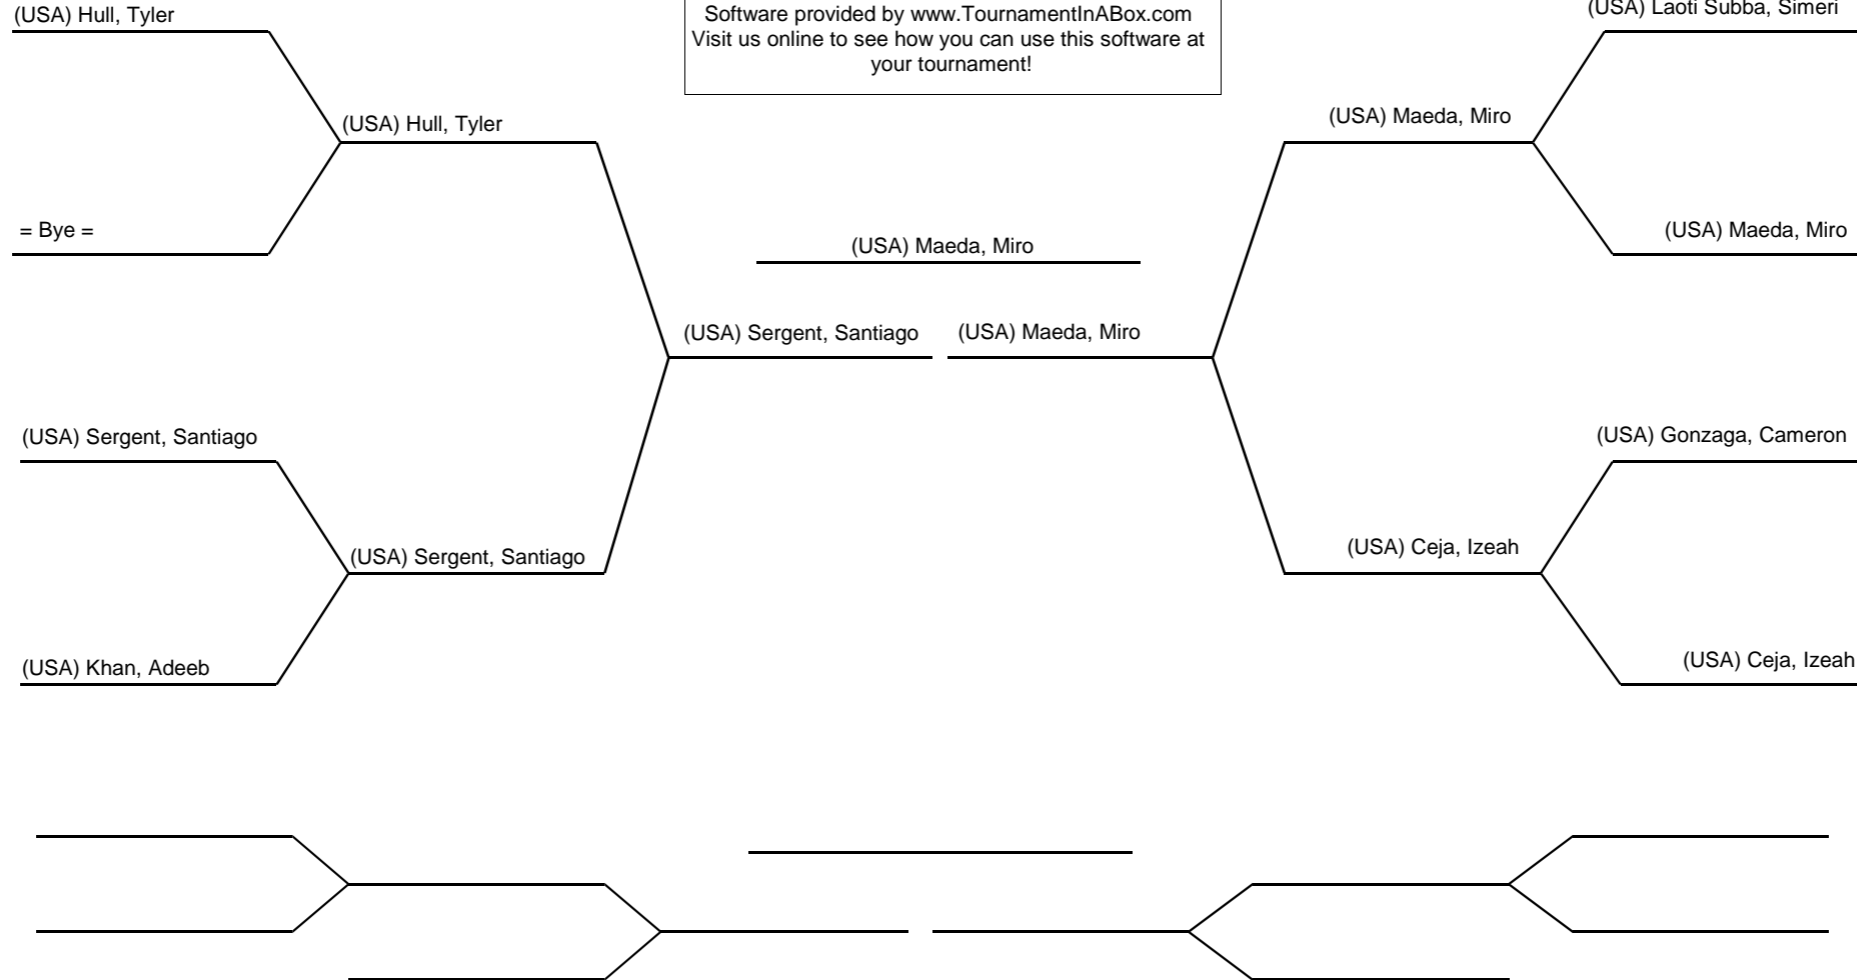 (USA) Hull, Tyler
Software provided by www.TournamentInABox.com
Visit us online to see how you can use this software at
your tournament!
(USA) Laoti Subba, Simeri
(USA) Hull, Tyler
(USA) Maeda, Miro
= Bye =
(USA) Maeda, Miro
(USA) Maeda, Miro
(USA) Sergent, Santiago
(USA) Maeda, Miro
(USA) Sergent, Santiago
(USA) Gonzaga, Cameron
(USA) Sergent, Santiago
(USA) Ceja, Izeah
(USA) Khan, Adeeb
(USA) Ceja, Izeah